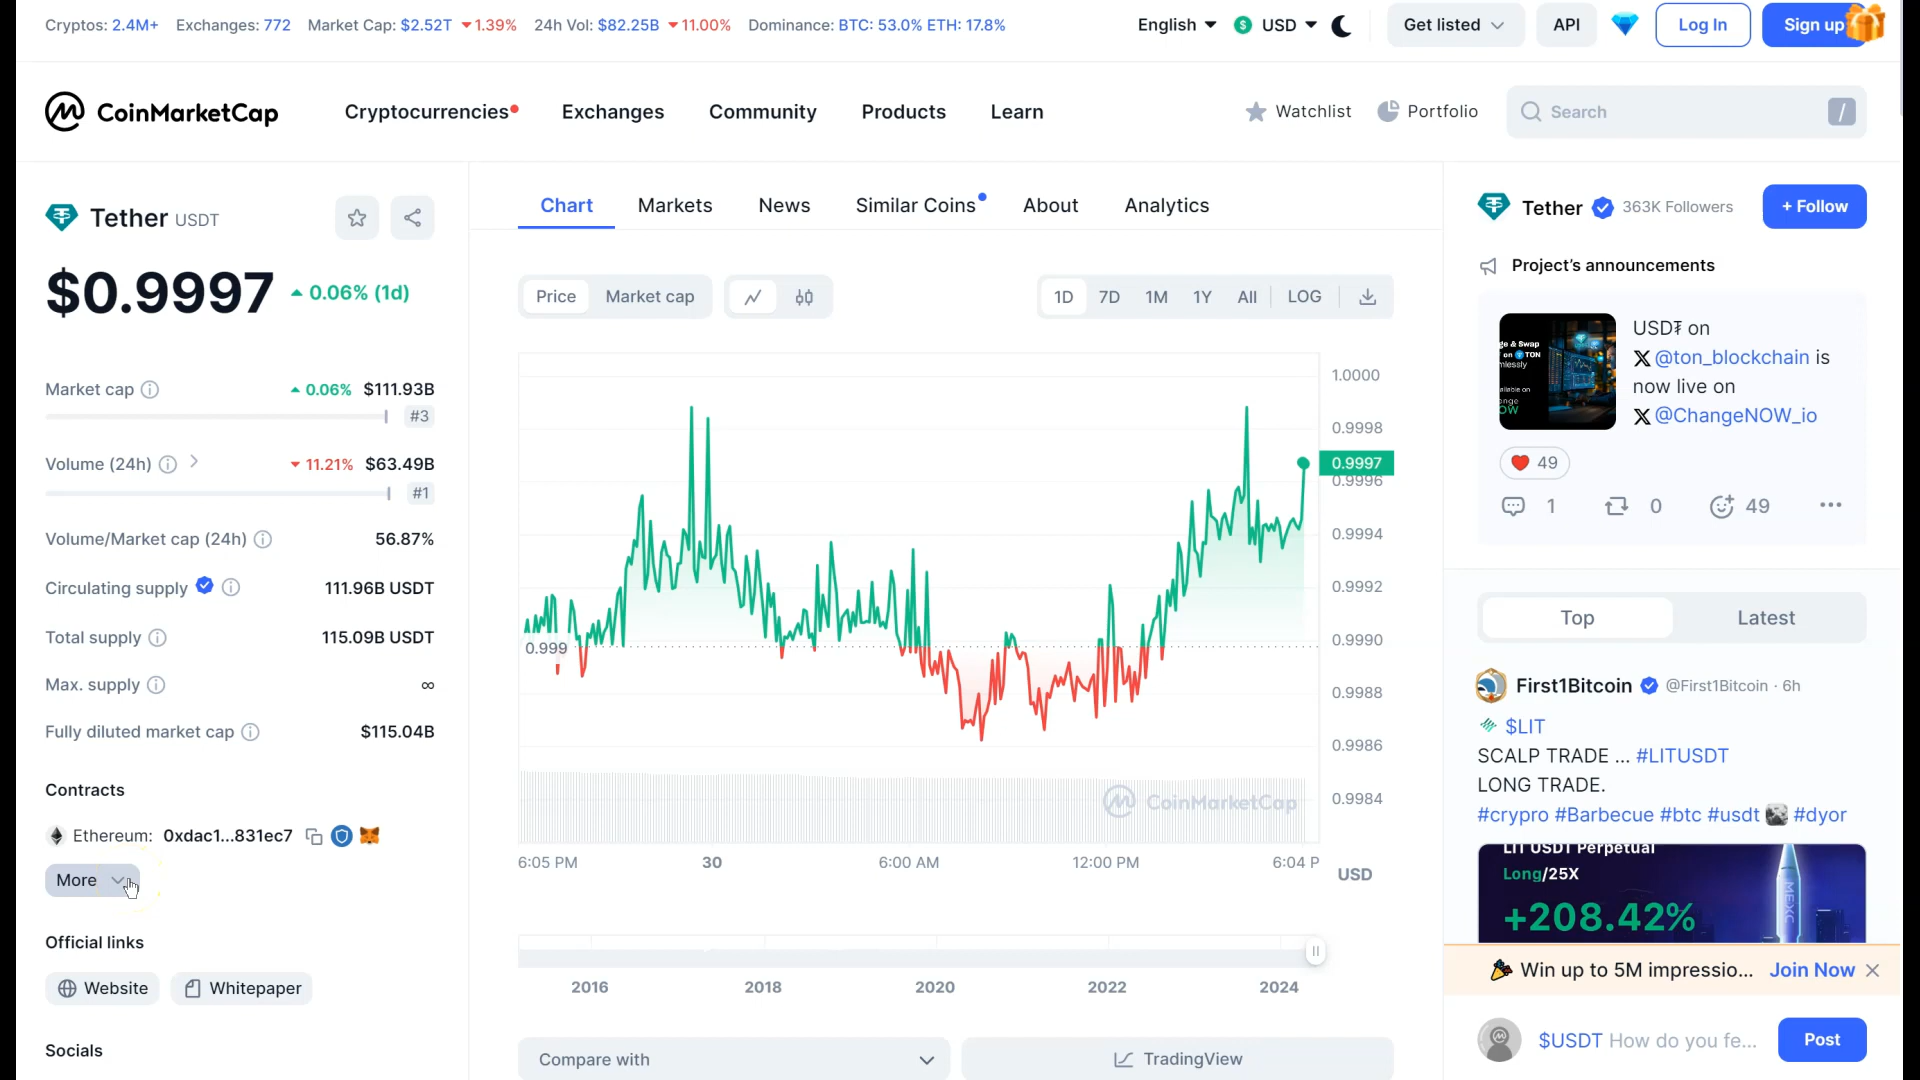 Cryptos: 2.4M+ Exchanges: 772 Market Cap: $2.52T 1.39% 24h Vol: $82.25B 11.00% Dominance: BTC: 53.0% ETH: 17.8% English USD Get listed API Log In Sign up
CoinMarketCap Cryptocurrencies Exchanges Community Products Learn Watchlist Portfolio Search /
Tether USDT
$0.9997 0.06% (1d)
Market cap 0.06% $111.93B
#3
Volume (24h) 11.21% $63.49B
#1
Volume/Market cap (24h) 56.87%
Circulating supply 111.96B USDT
Total supply 115.09B USDT
Max. supply ∞
Fully diluted market cap $115.04B
Contracts
Ethereum: 0xdac1...831ec7
More
Official links
Website Whitepaper
Socials
Chart Markets News Similar Coins About Analytics
Price Market cap 1D 7D 1M 1Y All LOG
1.0000
0.9998
0.9997
0.9996
0.9994
0.9992
0.9990
0.999
0.9988
0.9986
0.9984
CoinMarketCap
6:05 PM 30 6:00 AM 12:00 PM 6:04 P
USD
2016 2018 2020 2022 2024
Compare with TradingView
Tether 363K Followers + Follow
Project's announcements
USD₮ on
@ton_blockchain is
now live on
@ChangeNOW_io
49
1 0 49
Top Latest
First1Bitcoin @First1Bitcoin · 6h
$LIT
SCALP TRADE ... #LITUSDT
LONG TRADE.
#crypro #Barbecue #btc #usdt #dyor
LIT USDT Perpetual
Long/25X
+208.42%
MEXC
Win up to 5M impressio... Join Now
$USDT How do you fe... Post